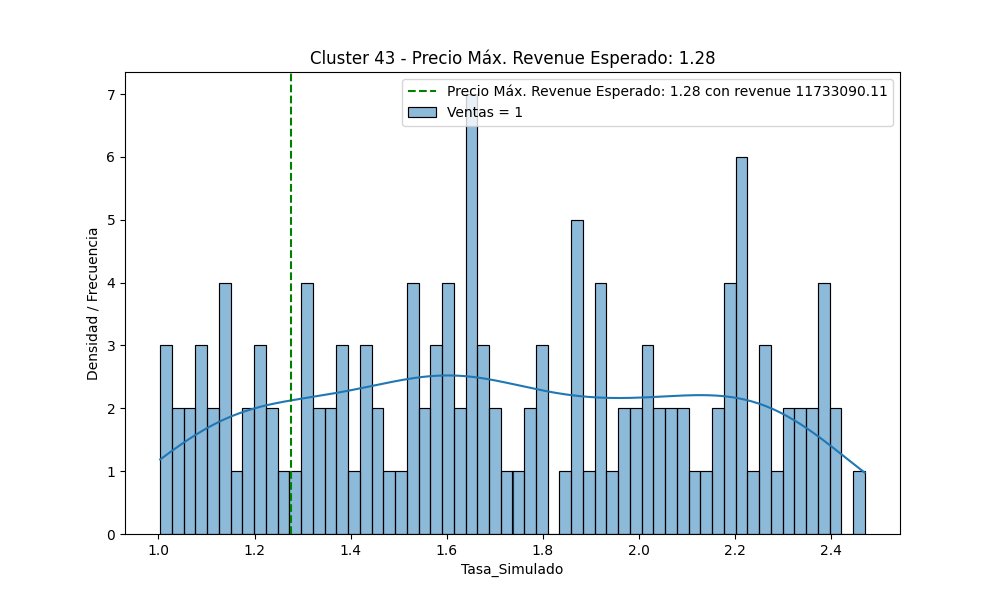 Cluster 43 - Precio Máx. Revenue Esperado: 1.28
Precio Máx. Revenue Esperado: 1.28 con revenue 11733090.11
Ventas = 1
Densidad / Frecuencia
7
6
5
4
3
2
1
0
1.0 1.2 1.4 1.6 1.8 2.0 2.2 2.4
Tasa_Simulado